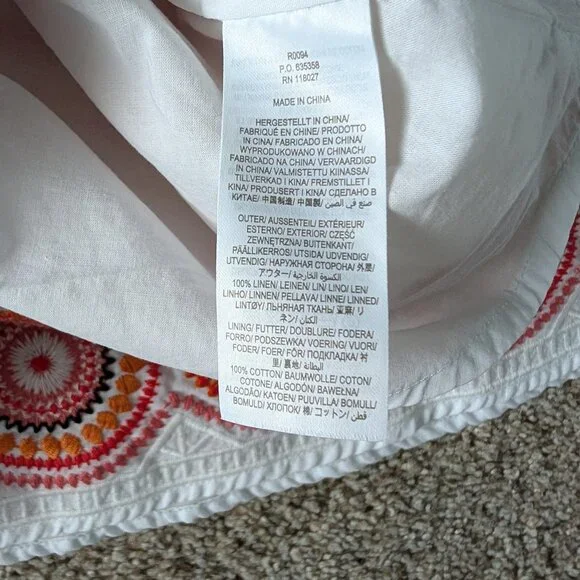 R0094
P.O. 835358
RN 118027
MADE IN CHINA
HERGESTELLT IN CHINA/
FABRIQUÉ EN CHINE/ PRODOTTO
IN CINA/ FABRICADO EN CHINA/
WYPRODUKOWANO W CHINACH/
FABRICADO NA CHINA/ VERVAARDIGD
IN CHINA/ VALMISTETTU KIINASSA/
TILLVERKAD I KINA/ FREMSTILLET I
KINA/ PRODUSERT I KINA/ СДЕЛАНО В
КИТАЕ/ 中国制造/ 中国製/ صنع في الصين
OUTER/ AUSSENTEIL/ EXTÉRIEUR/
ESTERNO/ EXTERIOR/ CZĘŚĆ
ZEWNĘTRZNA/ BUITENKANT/
PÄÄLLIKERROS/ UTSIDA/ UDVENDIG/
UTVENDIG/ НАРУЖНАЯ СТОРОНА/ 外层/
アウター/ الكسوة الخارجية
100% LINEN/ LEINEN/ LIN/ LINO/ LEN/
LINHO/ LINNEN/ PELLAVA/ LINNE/ LINNED/
LINTØY/ ЛЬНЯНАЯ ТКАНЬ/ 亚麻/ リ
ネン/ الكتان
LINING/ FUTTER/ DOUBLURE/ FODERA/
FORRO/ PODSZEWKA/ VOERING/ VUORI/
FODER/ FOER/ FÔR/ ПОДКЛАДКА/ 衬
里/ 裏地/ البطانة
100% COTTON/ BAUMWOLLE/ COTON/
COTONE/ ALGODÓN/ BAWEŁNA/
ALGODÃO/ KATOEN/ PUUVILLA/ BOMULL/
BOMULD/ ХЛОПОК/ 棉/ コットン/ قطن